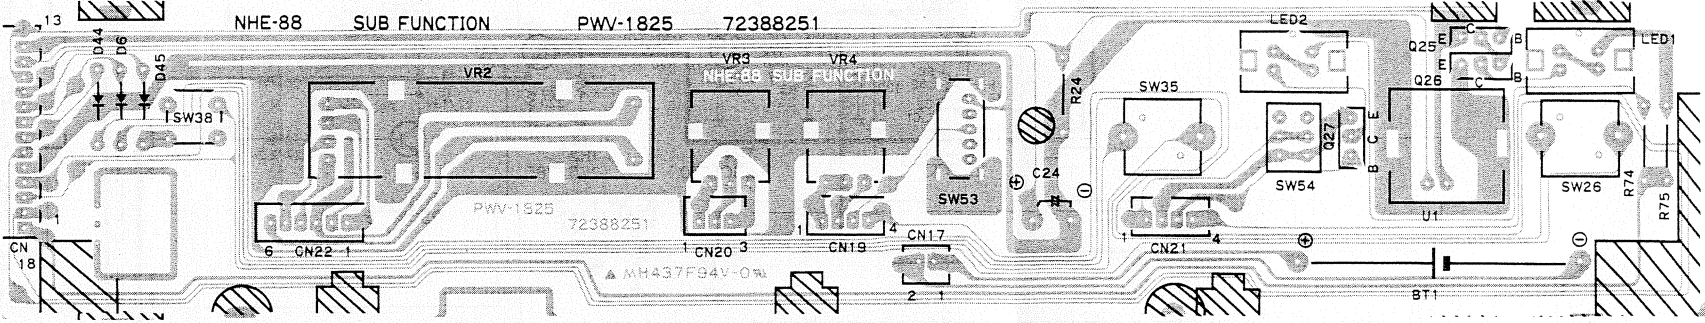 NHE-88 SUB FUNCTION PWV-1825 72388251
13
D44
D6
D45
VR2
VR3
VR4
NHE-88 SUB FUNCTION
SW38
R24
SW35
LED2
Q25
E C B
Q26
E C B
LED1
SW53
C24
SW54
Q27
E
C
B
U1
SW26
R74
R75
PWV-1825
72388251
1
CN
18
6 CN22 1
1 CN20 3
1 CN19 4
CN17
2 1
1 CN21 4
BT1
MH437F94V-0